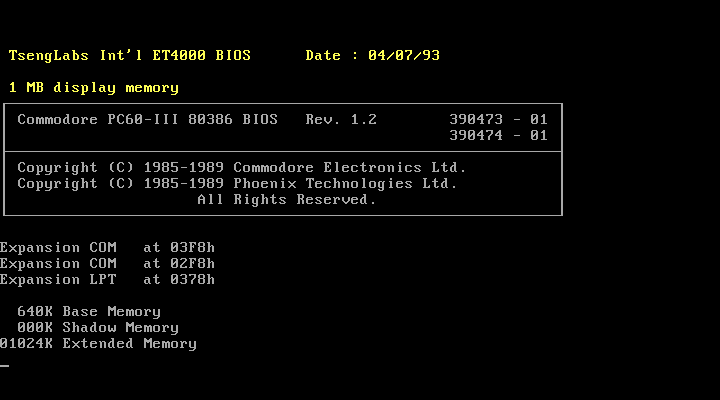 TsengLabs Int'l ET4000 BIOS      Date : 04/07/93
1 MB display memory
Commodore PC60-III 80386 BIOS   Rev. 1.2        390473 - 01
390474 - 01
Copyright (C) 1985-1989 Commodore Electronics Ltd.
Copyright (C) 1985-1989 Phoenix Technologies Ltd.
All Rights Reserved.
Expansion COM   at 03F8h
Expansion COM   at 02F8h
Expansion LPT   at 0378h
640K Base Memory
000K Shadow Memory
01024K Extended Memory